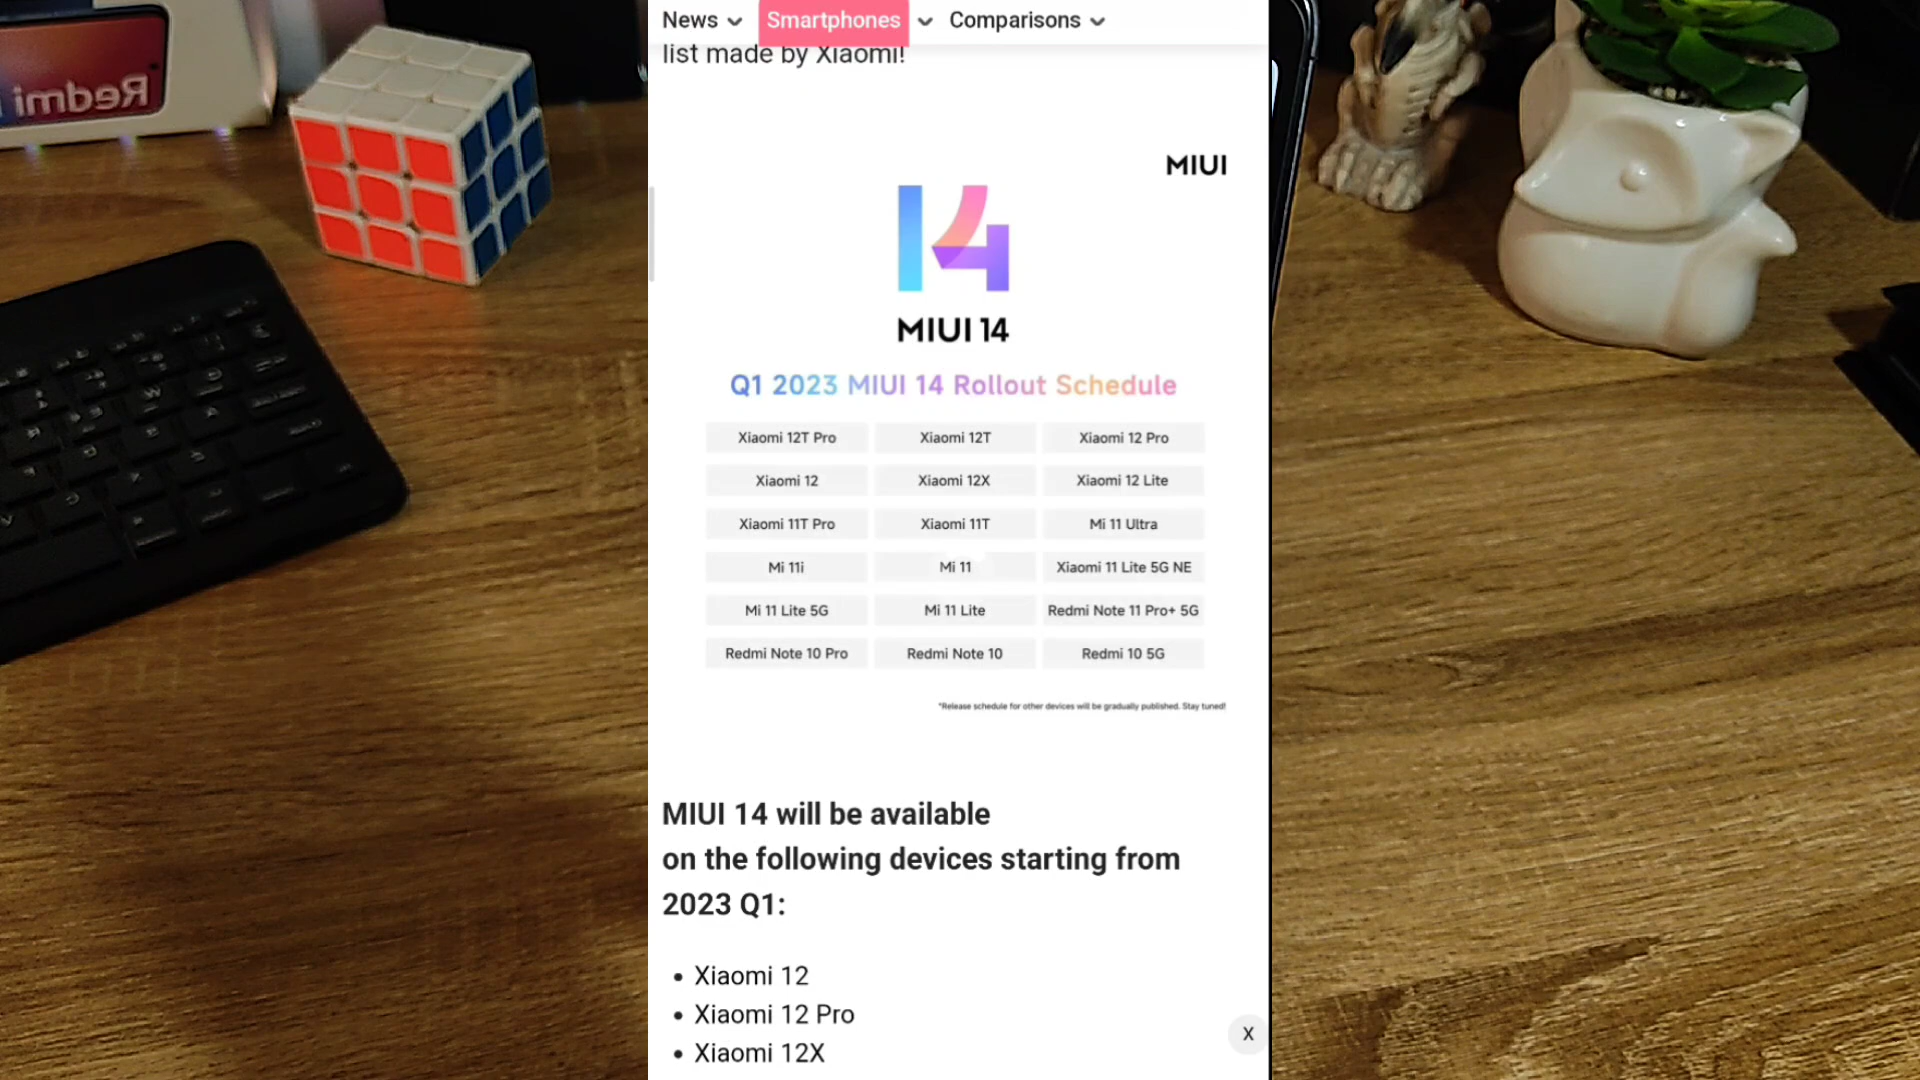 News Smartphones Comparisons
list made by Xiaomi!
Redmi
MIUI
14
MIUI 14
Q1 2023 MIUI 14 Rollout Schedule
Xiaomi 12T Pro Xiaomi 12T Xiaomi 12 Pro
Xiaomi 12 Xiaomi 12X Xiaomi 12 Lite
Xiaomi 11T Pro Xiaomi 11T Mi 11 Ultra
Mi 11i Mi 11 Xiaomi 11 Lite 5G NE
Mi 11 Lite 5G Mi 11 Lite Redmi Note 11 Pro+ 5G
Redmi Note 10 Pro Redmi Note 10 Redmi 10 5G
*Release schedule for other devices will be gradually published. Stay tuned!
MIUI 14 will be available
on the following devices starting from
2023 Q1:
• Xiaomi 12
• Xiaomi 12 Pro
• Xiaomi 12X
X